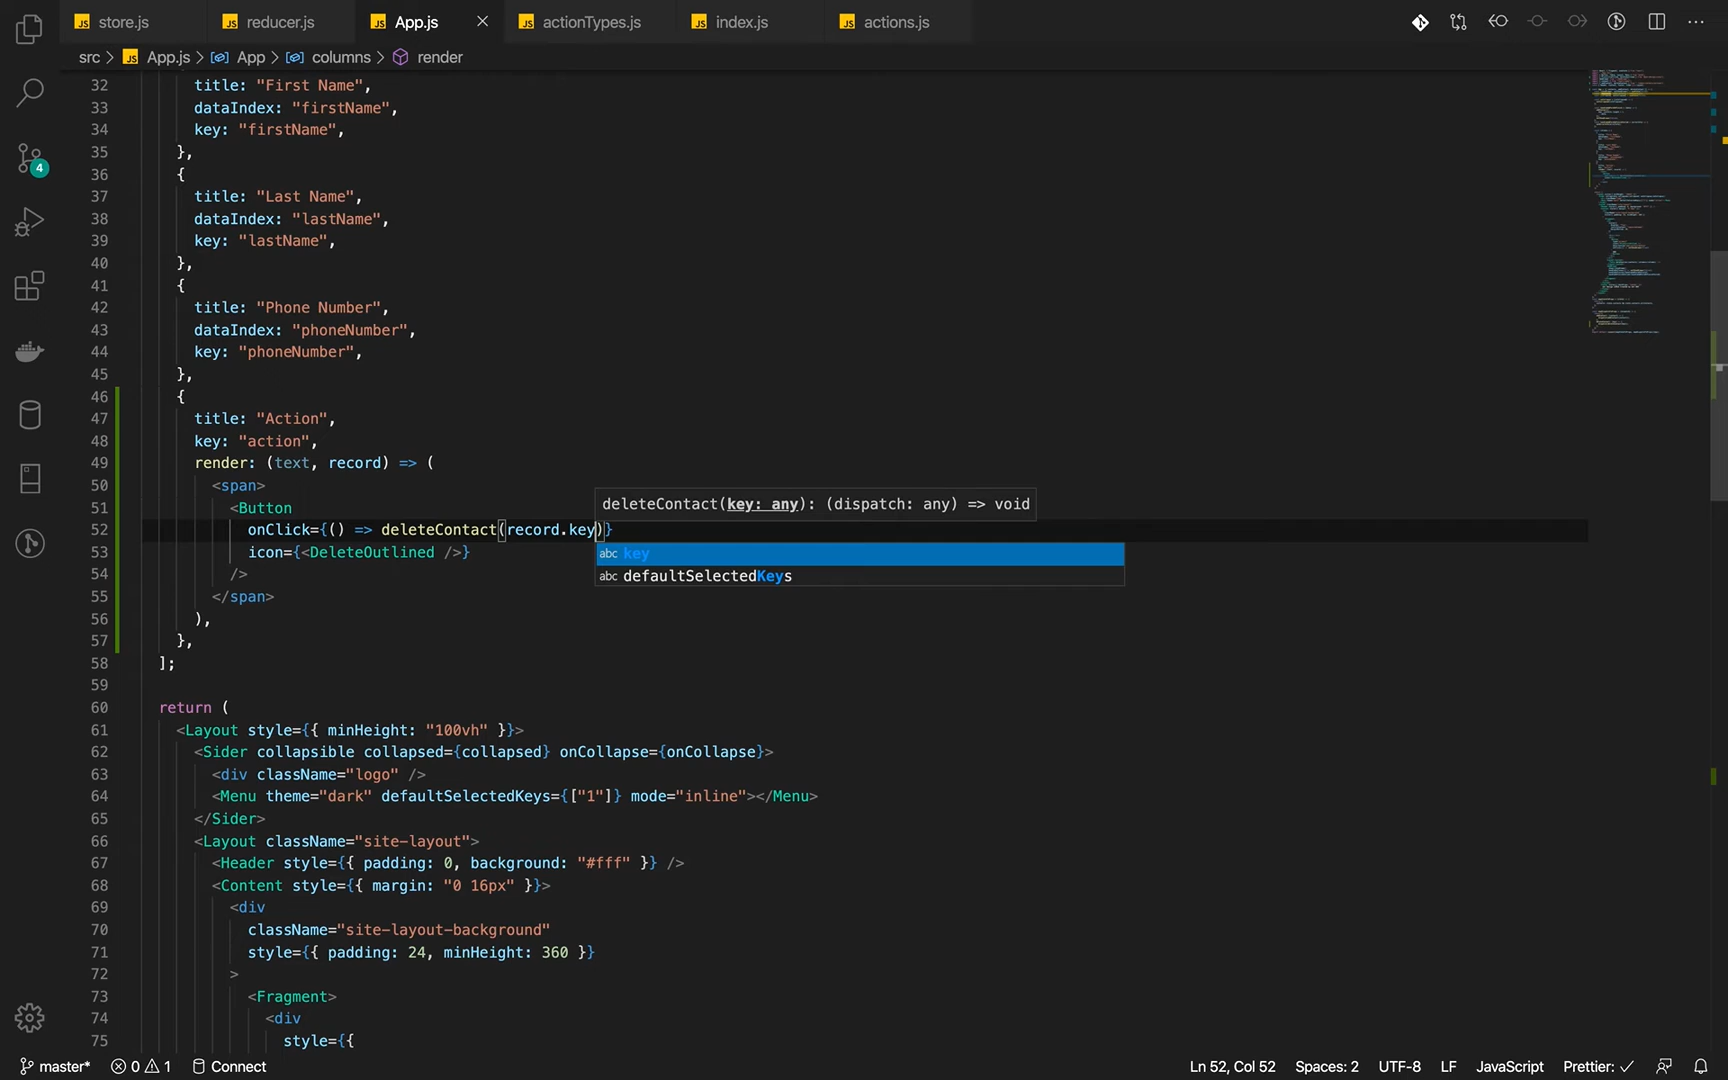 JS store.js JS reducer.js JS App.js JS actionTypes.js JS index.js JS actions.js
src > JS App.js > App > columns > render
32 title: "First Name",
33 dataIndex: "firstName",
34 key: "firstName",
35 },
36 {
37 title: "Last Name",
38 dataIndex: "lastName",
39 key: "lastName",
40 },
41 {
42 title: "Phone Number",
43 dataIndex: "phoneNumber",
44 key: "phoneNumber",
45 },
46 {
47 title: "Action",
48 key: "action",
49 render: (text, record) => (
50 <span>
51 <Button
deleteContact(key: any): (dispatch: any) => void
52 onClick={() => deleteContact(record.key)}
abc key
53 icon={<DeleteOutlined />}
abc defaultSelectedKeys
54 />
55 </span>
56 ),
57 },
58 ];
59
60 return (
61 <Layout style={{ minHeight: "100vh" }}>
62 <Sider collapsible collapsed={collapsed} onCollapse={onCollapse}>
63 <div className="logo" />
64 <Menu theme="dark" defaultSelectedKeys={["1"]} mode="inline"></Menu>
65 </Sider>
66 <Layout className="site-layout">
67 <Header style={{ padding: 0, background: "#fff" }} />
68 <Content style={{ margin: "0 16px" }}>
69 <div
70 className="site-layout-background"
71 style={{ padding: 24, minHeight: 360 }}
72 >
73 <Fragment>
74 <div
75 style={{
4
master* 0 1 Connect Ln 52, Col 52 Spaces: 2 UTF-8 LF JavaScript Prettier: ✓